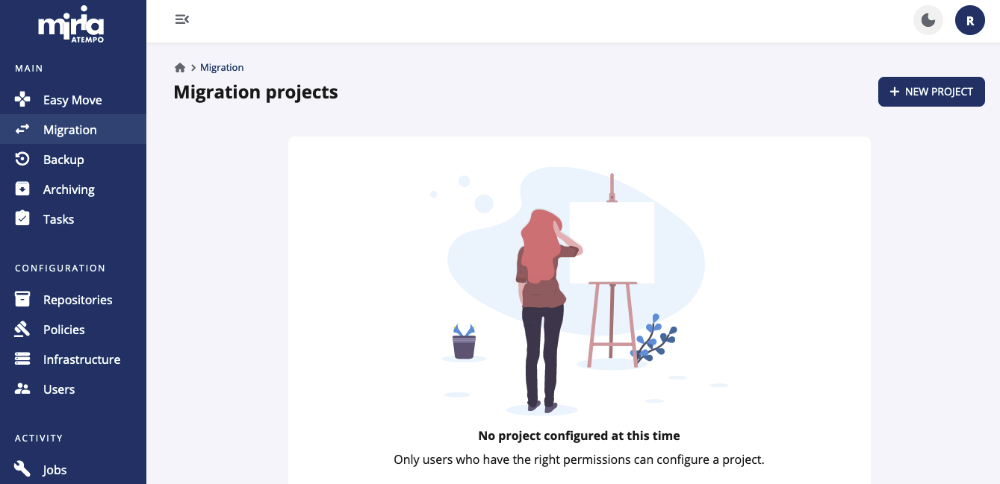 miria
ATEMPO
R
MAIN
Easy Move
Migration
Backup
Archiving
Tasks
CONFIGURATION
Repositories
Policies
Infrastructure
Users
ACTIVITY
Jobs
Migration
Migration projects
NEW PROJECT
No project configured at this time
Only users who have the right permissions can configure a project.